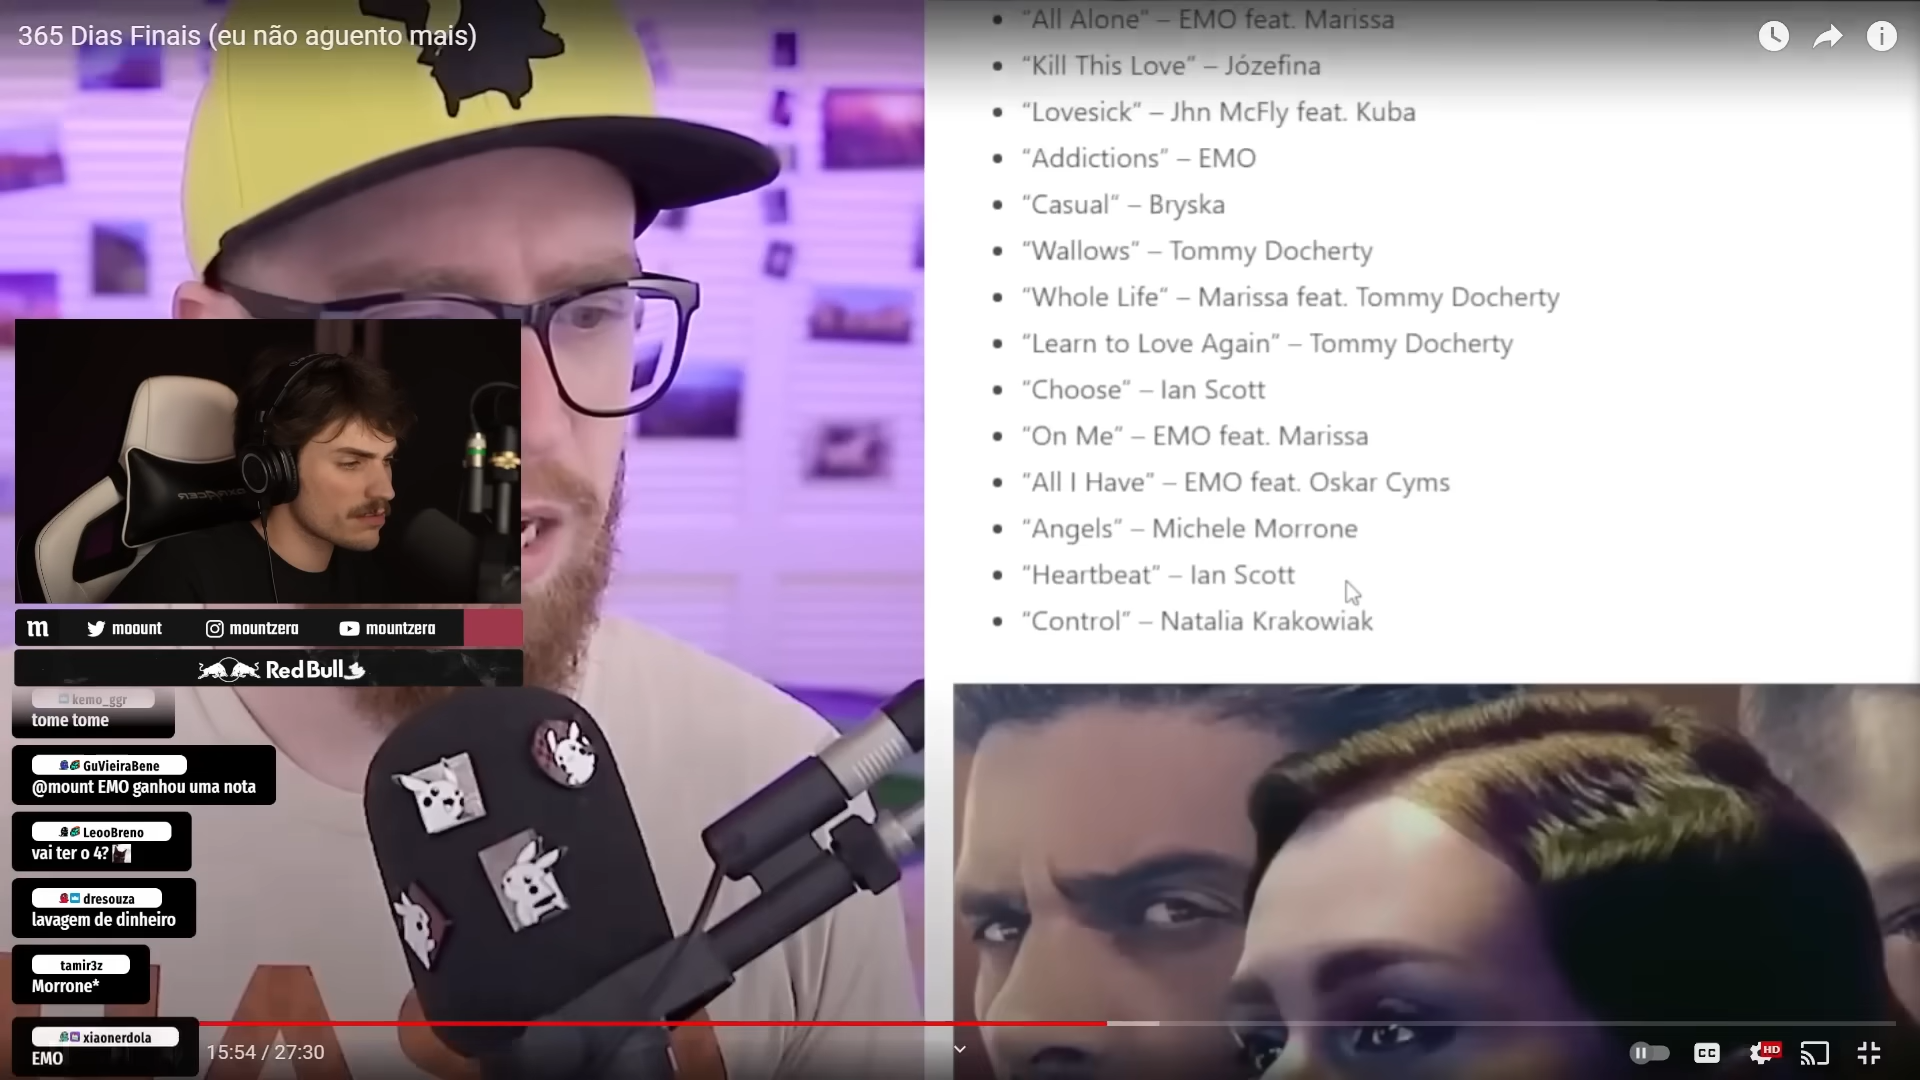 365 Dias Finais (eu não aguento mais)
• “All Alone” – EMO feat. Marissa
• “Kill This Love” – Józefina
• “Lovesick” – Jhn McFly feat. Kuba
• “Addictions” – EMO
• “Casual” – Bryska
• “Wallows” – Tommy Docherty
• “Whole Life” – Marissa feat. Tommy Docherty
• “Learn to Love Again” – Tommy Docherty
• “Choose” – Ian Scott
• “On Me” – EMO feat. Marissa
• “All I Have” – EMO feat. Oskar Cyms
• “Angels” – Michele Morrone
• “Heartbeat” – Ian Scott
• “Control” – Natalia Krakowiak
m moount mountzera mountzera
Red Bull
kemo_ggr
tome tome
GuVieiraBene
@mount EMO ganhou uma nota
LeooBreno
vai ter o 4?
dresouza
lavagem de dinheiro
tamir3z
Morrone*
xiaonerdola
EMO
15:54 / 27:30
CC
HD